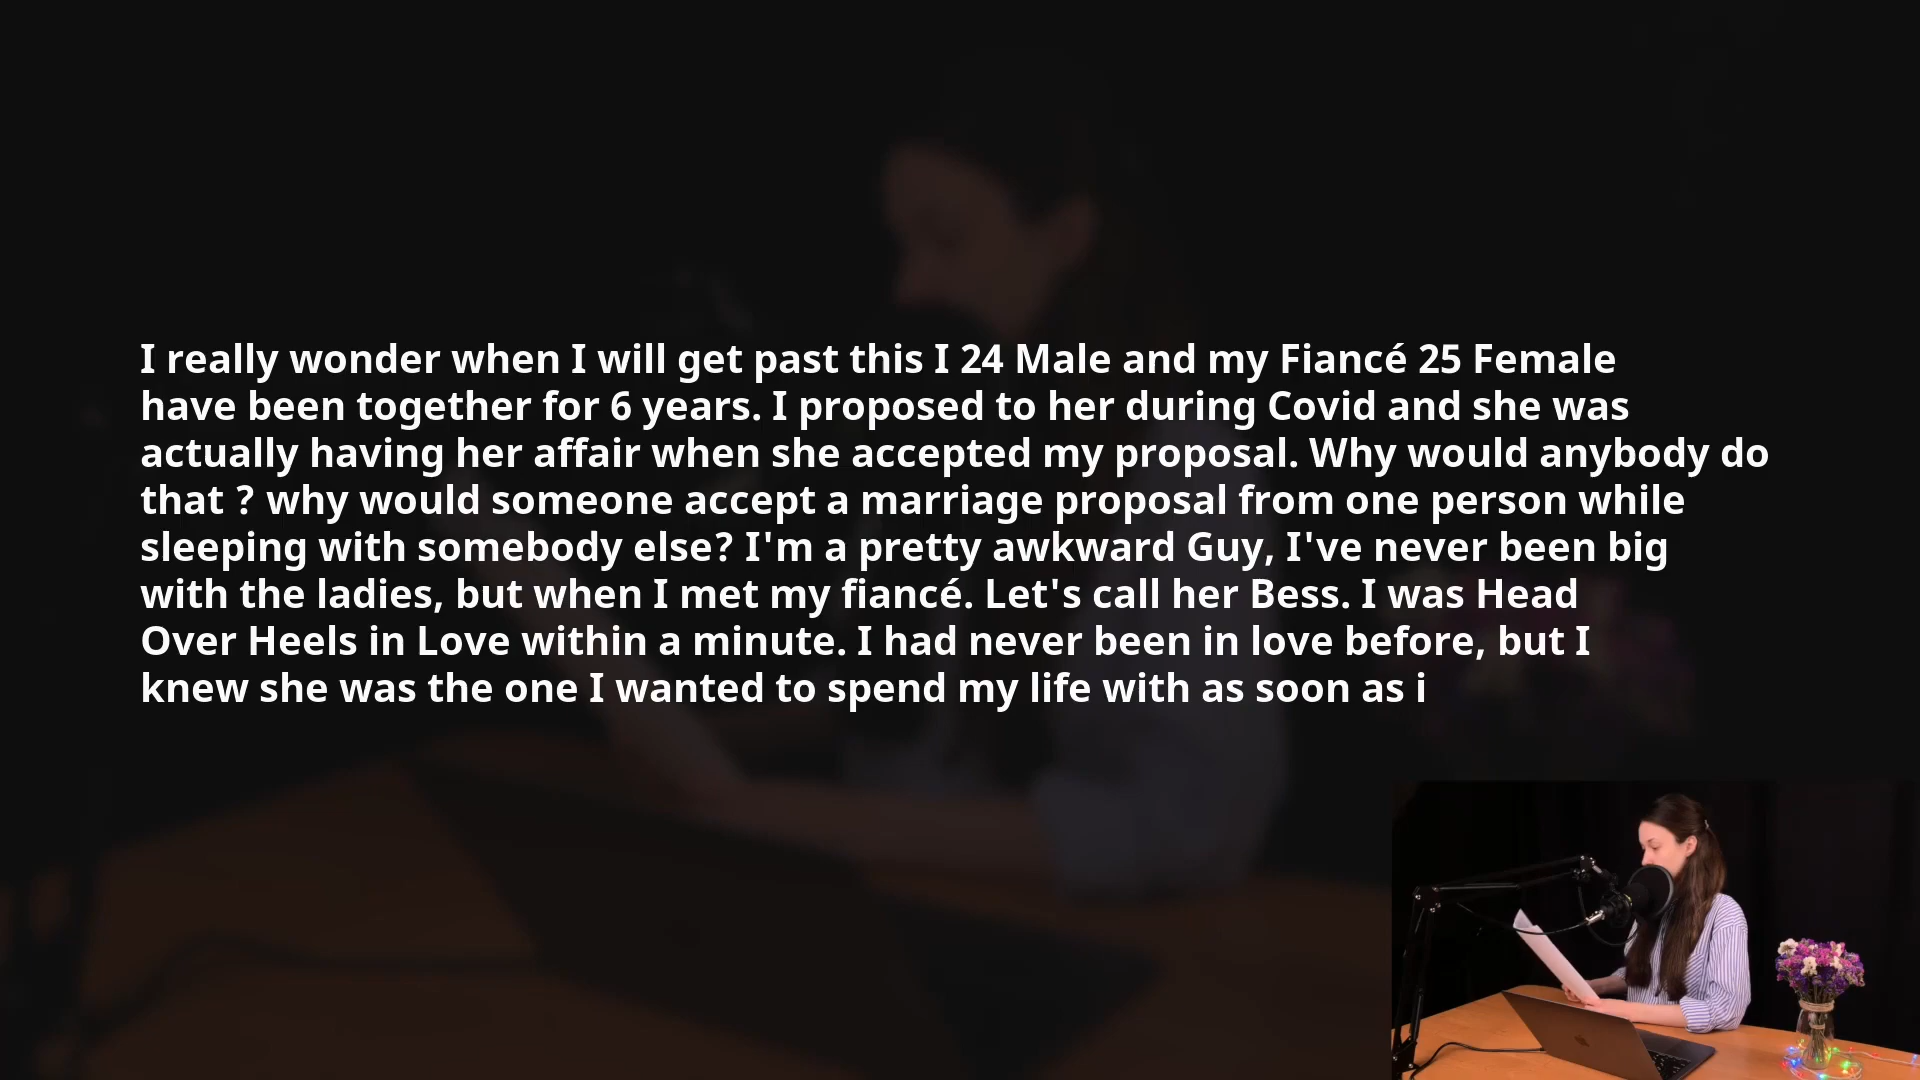 I really wonder when I will get past this I 24 Male and my Fiancé 25 Female
have been together for 6 years. I proposed to her during Covid and she was
actually having her affair when she accepted my proposal. Why would anybody do
that ? why would someone accept a marriage proposal from one person while
sleeping with somebody else? I'm a pretty awkward Guy, I've never been big
with the ladies, but when I met my fiancé. Let's call her Bess. I was Head
Over Heels in Love within a minute. I had never been in love before, but I
knew she was the one I wanted to spend my life with as soon as i